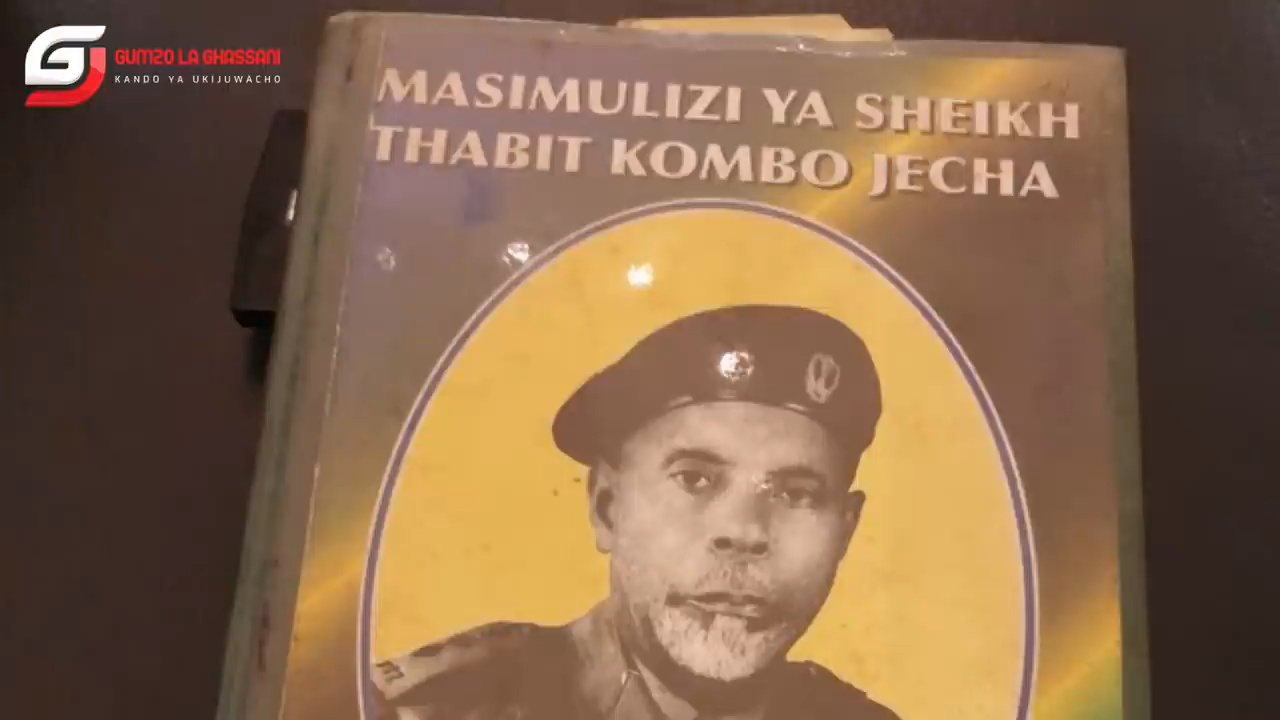 GUMZO LA GHASSANI
KANDO YA UKIJUWACHO
MASIMULIZI YA SHEIKH
THABIT KOMBO JECHA